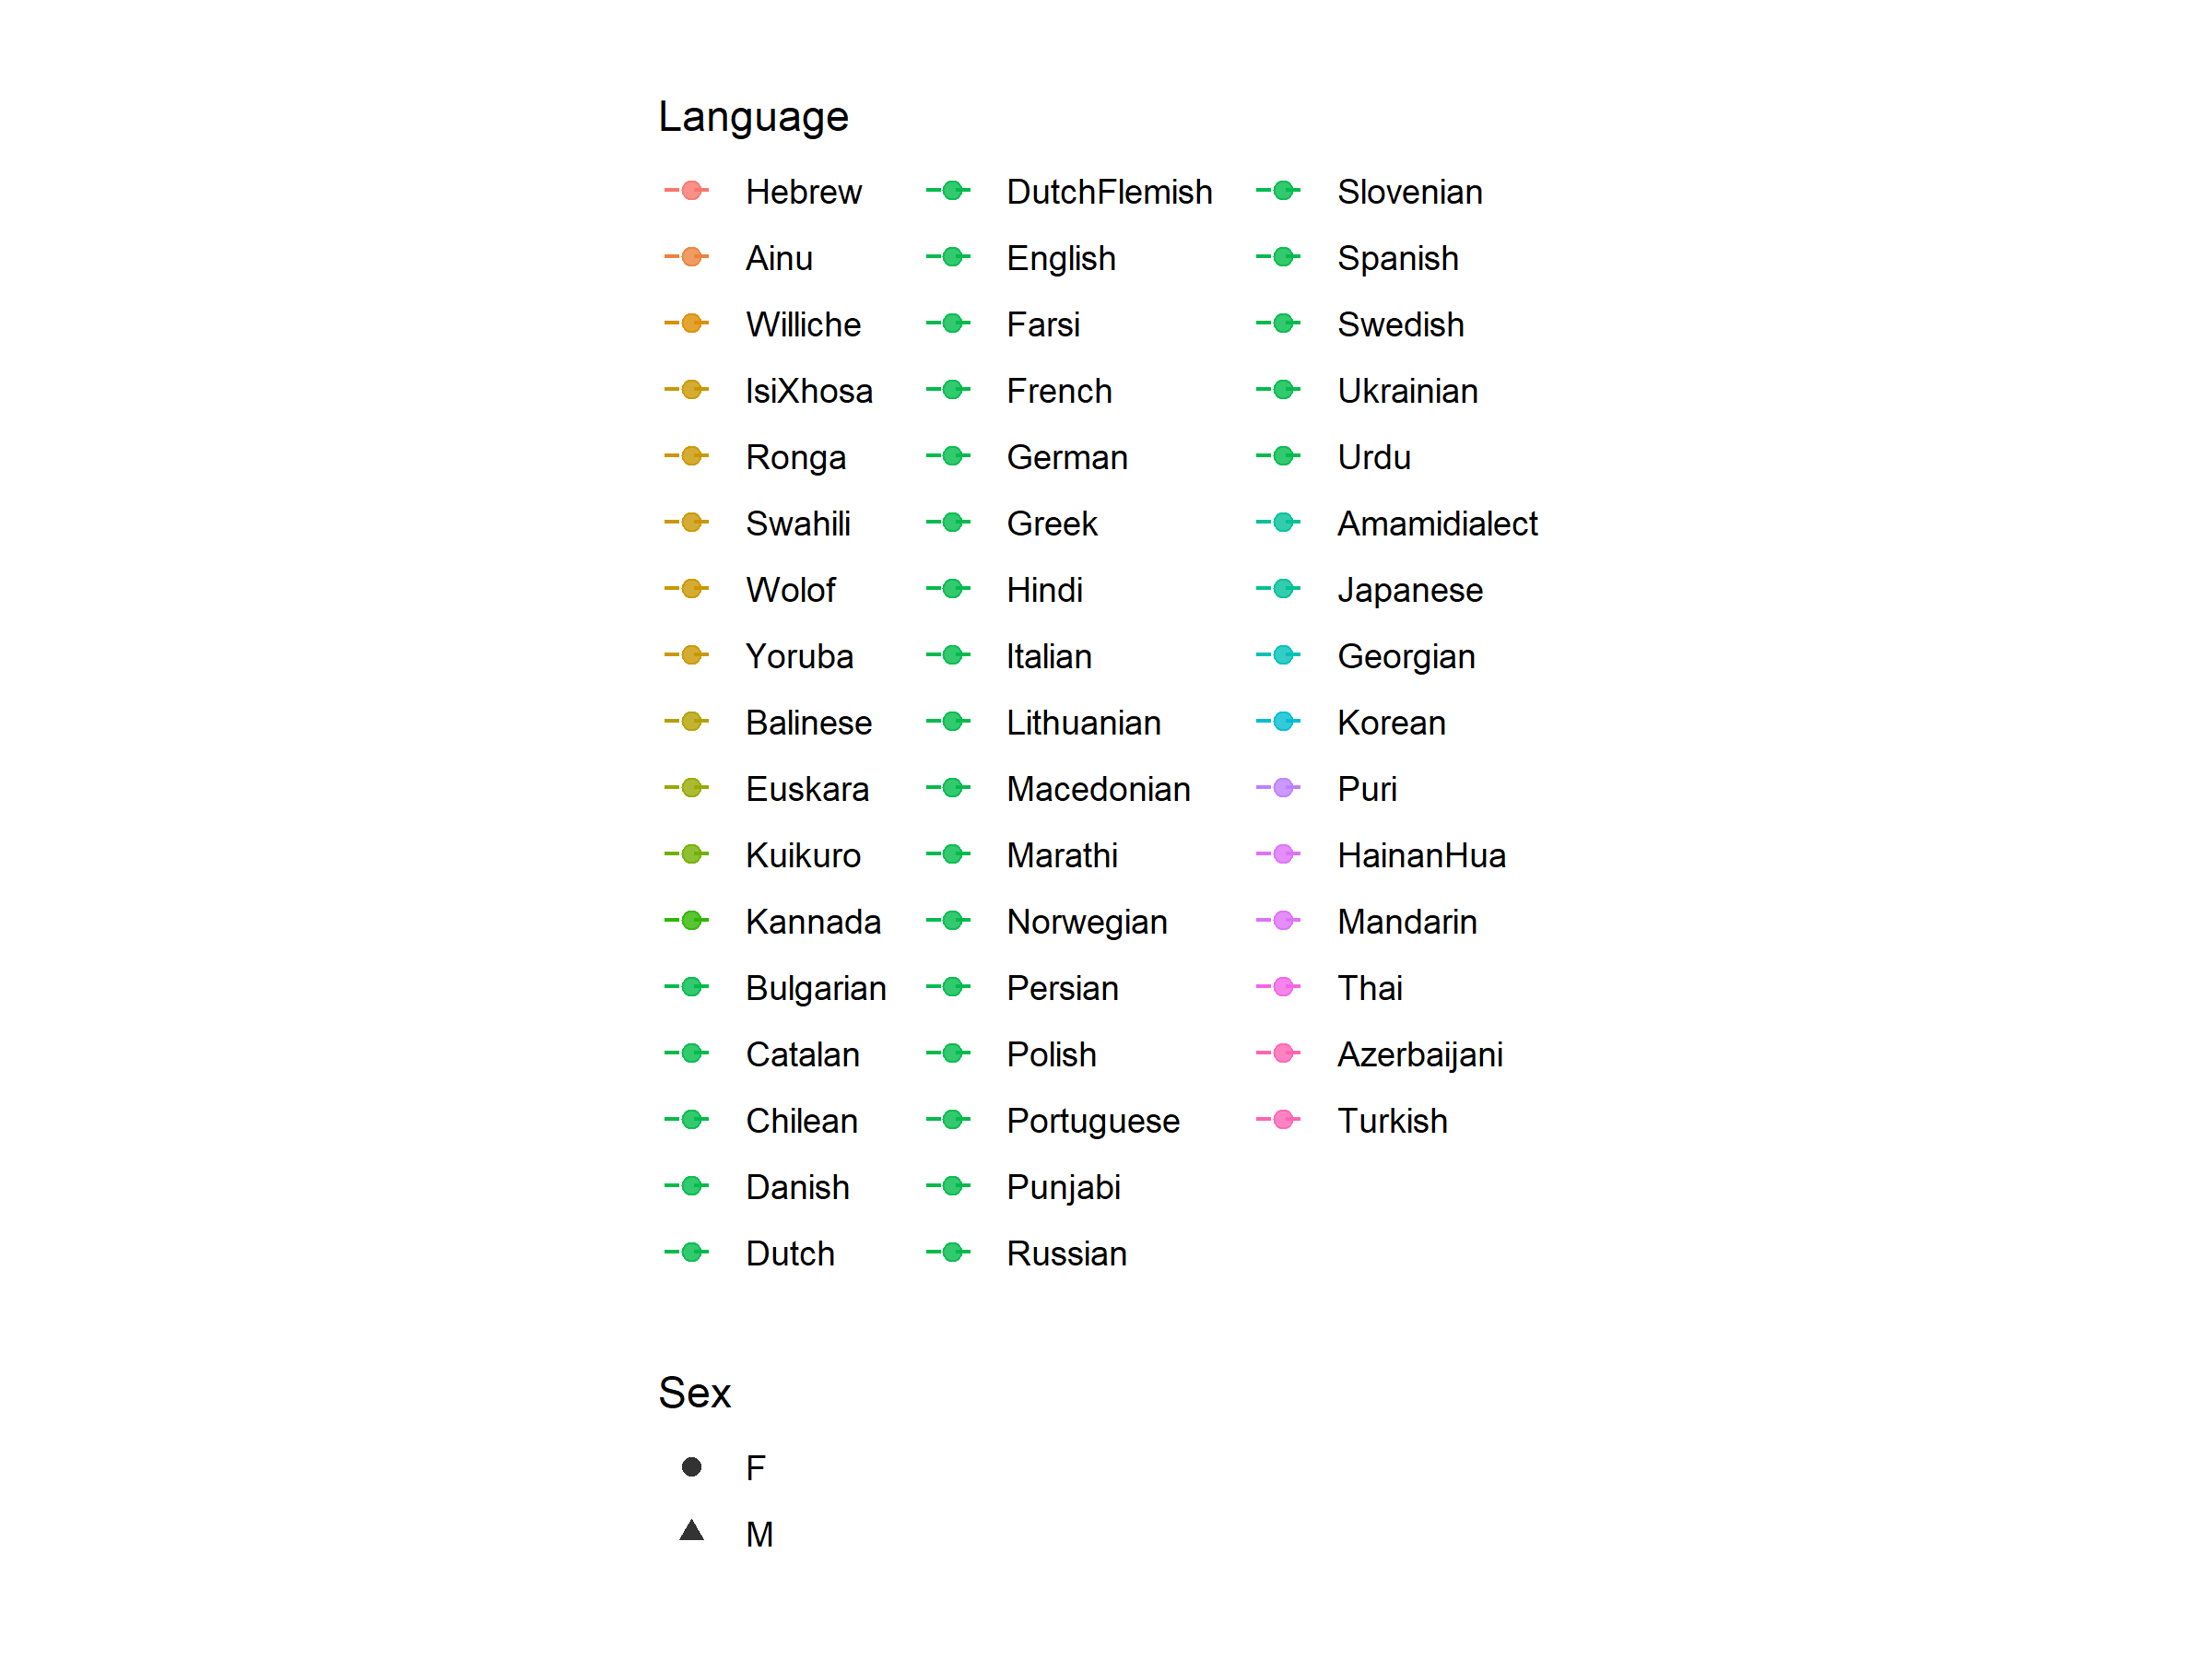 Language
Hebrew
Ainu
Williche
IsiXhosa
Ronga
Swahili
Wolof
Yoruba
Balinese
Euskara
Kuikuro
Kannada
Bulgarian
Catalan
Chilean
Danish
Dutch
DutchFlemish
English
Farsi
French
German
Greek
Hindi
Italian
Lithuanian
Macedonian
Marathi
Norwegian
Persian
Polish
Portuguese
Punjabi
Russian
Slovenian
Spanish
Swedish
Ukrainian
Urdu
Amamidialect
Japanese
Georgian
Korean
Puri
HainanHua
Mandarin
Thai
Azerbaijani
Turkish
Sex
F
M